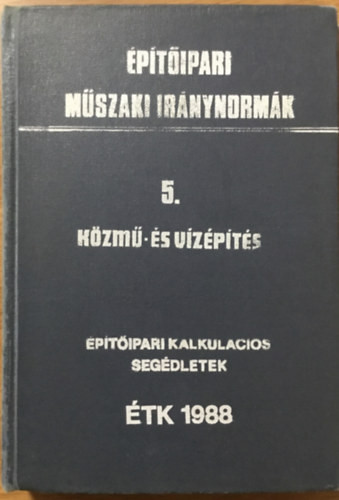 ÉPÍTŐIPARI
MŰSZAKI IRÁNYNORMÁK
5.
KÖZMŰ-ÉS VÍZÉPÍTÉS
ÉPÍTŐIPARI KALKULACIOS
SEGÉDLETEK
ÉTK 1988